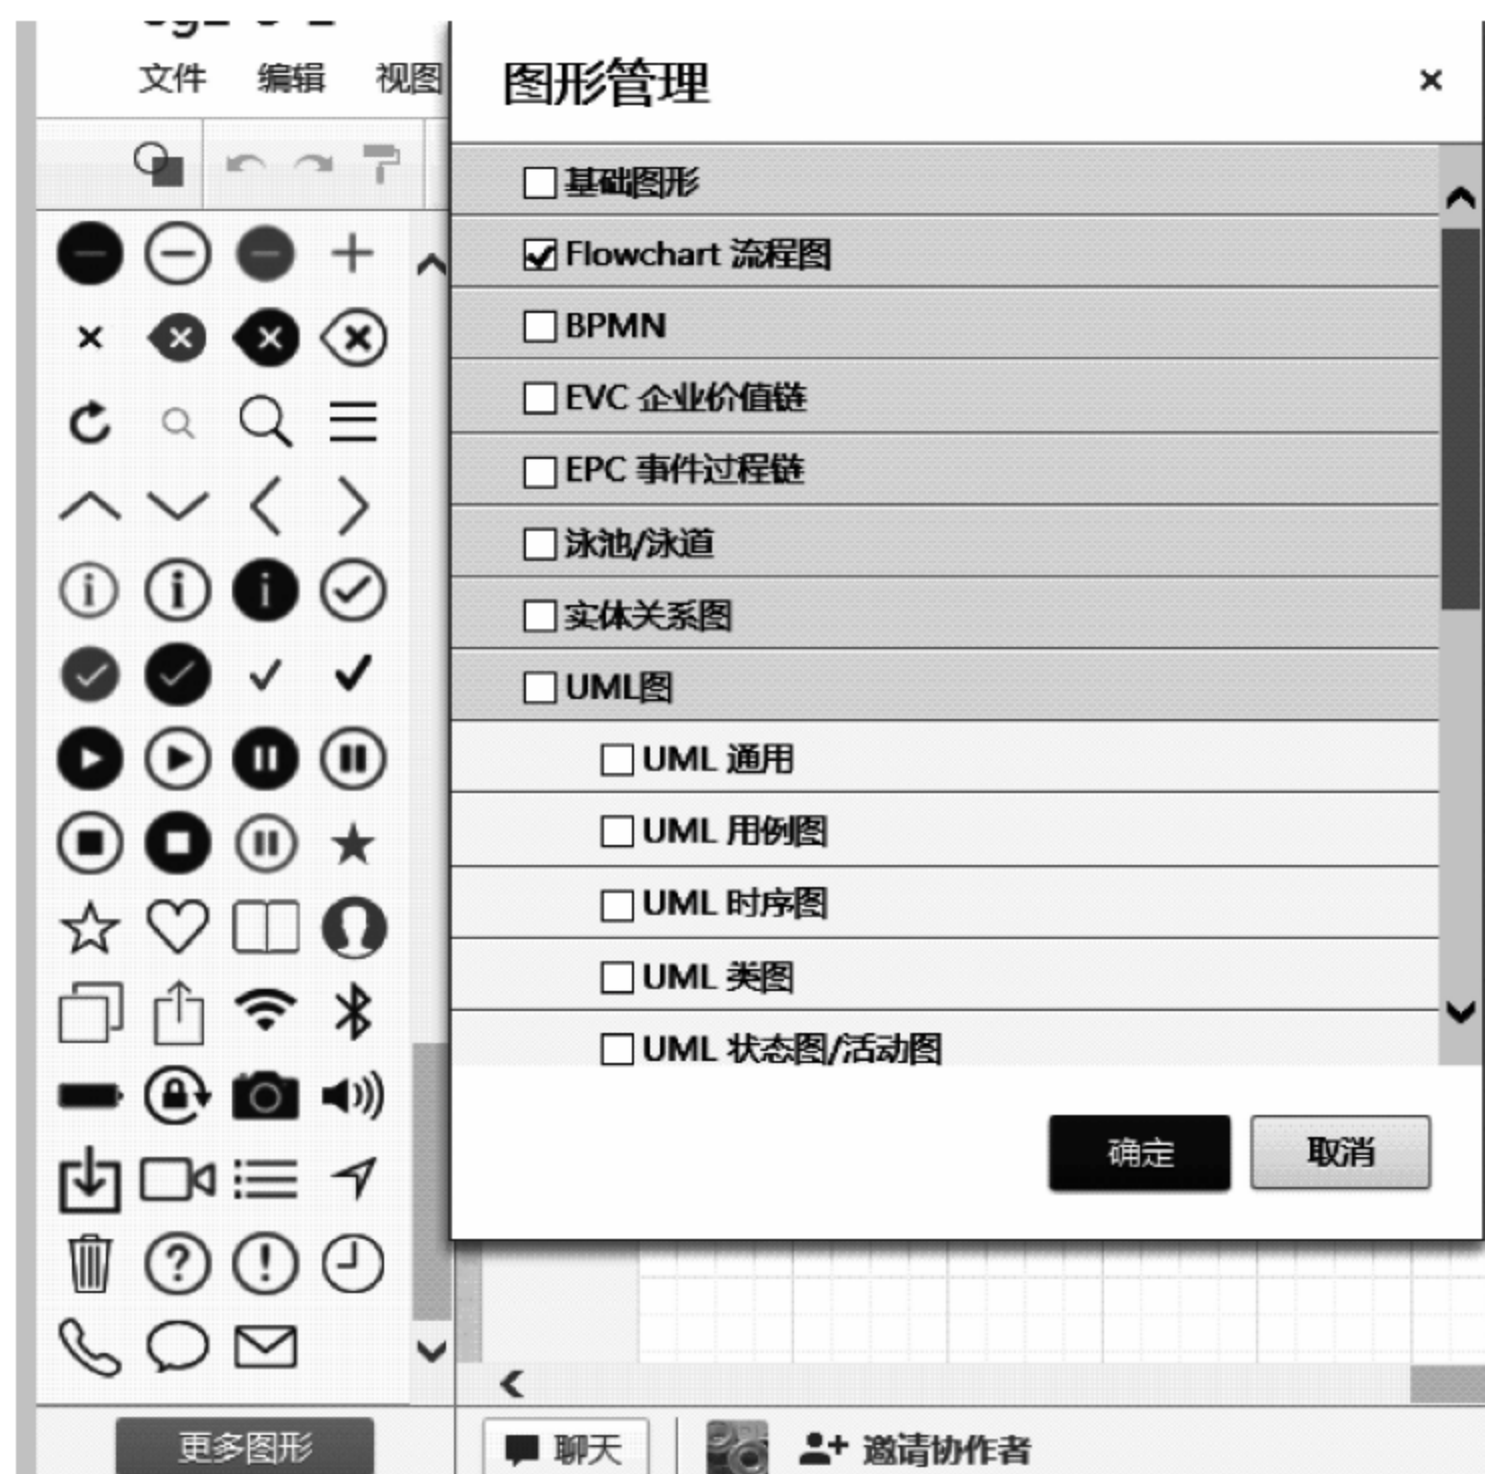 文件 编辑 视图
图形管理
基础图形
Flowchart 流程图
BPMN
EVC 企业价值链
EPC 事件过程链
泳池/泳道
实体关系图
UML图
UML 通用
UML 用例图
UML 时序图
UML 类图
UML 状态图/活动图
确定 取消
更多图形
聊天
邀请协作者